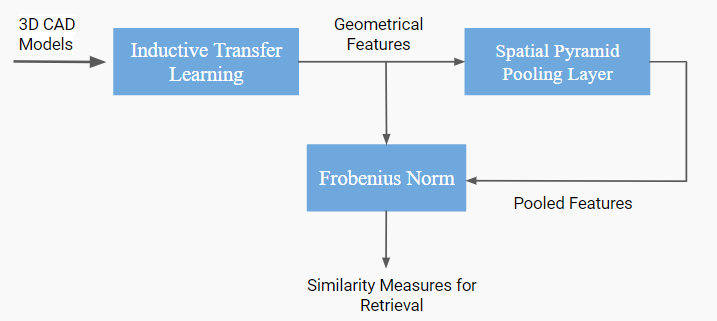 3D CAD
Models
Inductive Transfer
Learning
Geometrical
Features
Spatial Pyramid
Pooling Layer
Frobenius Norm
Pooled Features
Similarity Measures for
Retrieval